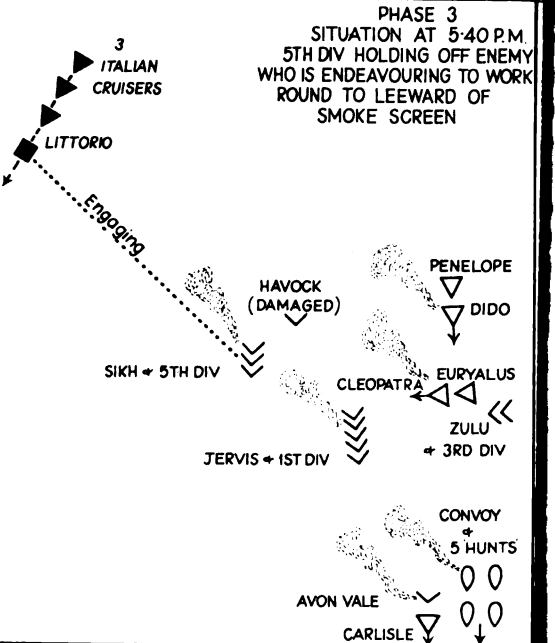 PHASE 3
SITUATION AT 5·40 P.M.
5TH DIV HOLDING OFF ENEMY
WHO IS ENDEAVOURING TO WORK
ROUND TO LEEWARD OF
SMOKE SCREEN
3
ITALIAN
CRUISERS
LITTORIO
Engaging
HAVOCK
(DAMAGED)
PENELOPE
DIDO
SIKH & 5TH DIV
CLEOPATRA
EURYALUS
ZULU
& 3RD DIV
JERVIS & 1ST DIV
CONVOY
&
5 HUNTS
AVON VALE
CARLISLE